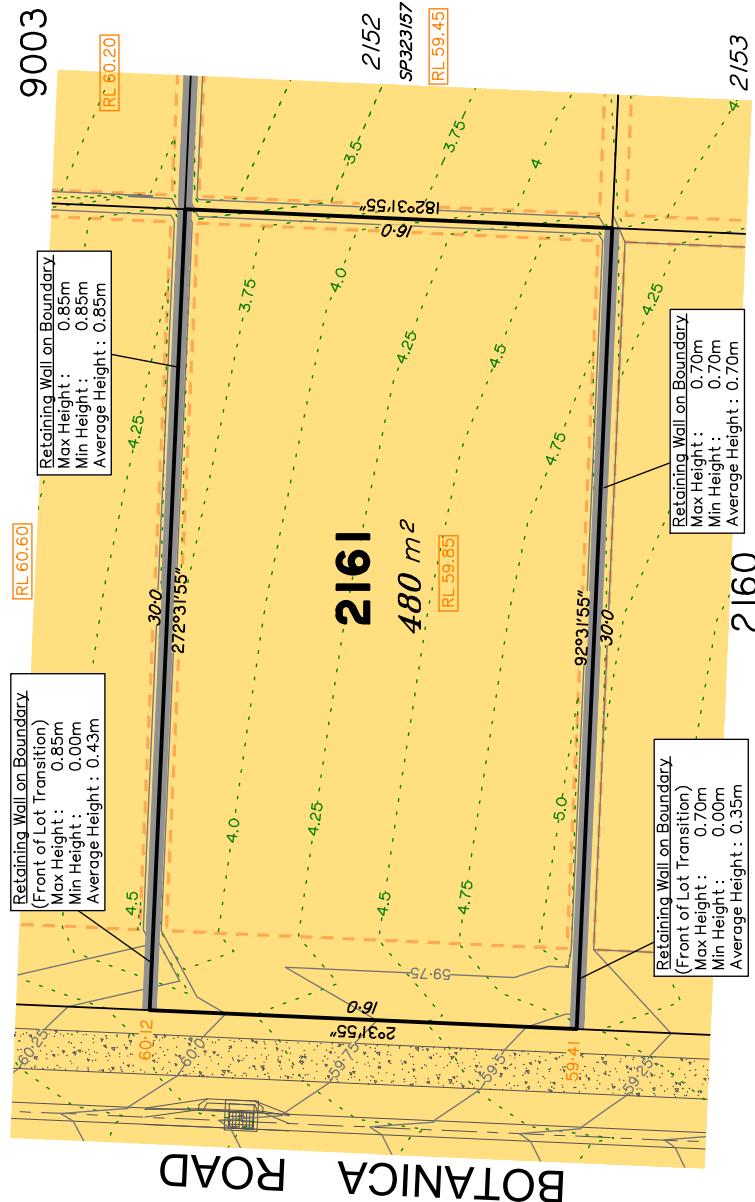 9003
RL 60.20
2152
SP323157
RL 59.45
2153
3.5
3.75
4
4
182°31'55"
16·0
Retaining Wall on Boundary
Max Height : 0.85m
Min Height : 0.85m
Average Height : 0.85m
3.75
4.0
4.25
4.5
4.75
4.25
4.25
Retaining Wall on Boundary
Max Height : 0.70m
Min Height : 0.70m
Average Height : 0.70m
RL 60.60
30·0
272°31'55"
2161
480 m²
RL 59.85
92°31'55"
30·0
2160
Retaining Wall on Boundary
(Front of Lot Transition)
Max Height : 0.85m
Min Height : 0.00m
Average Height : 0.43m
4.5
4.0
4.25
4.5
4.75
5.0
Retaining Wall on Boundary
(Front of Lot Transition)
Max Height : 0.70m
Min Height : 0.00m
Average Height : 0.35m
59·75
16·0
2°31'55"
60·12
59·41
60·25
60·0
59·75
59·5
59·25
BOTANICA ROAD